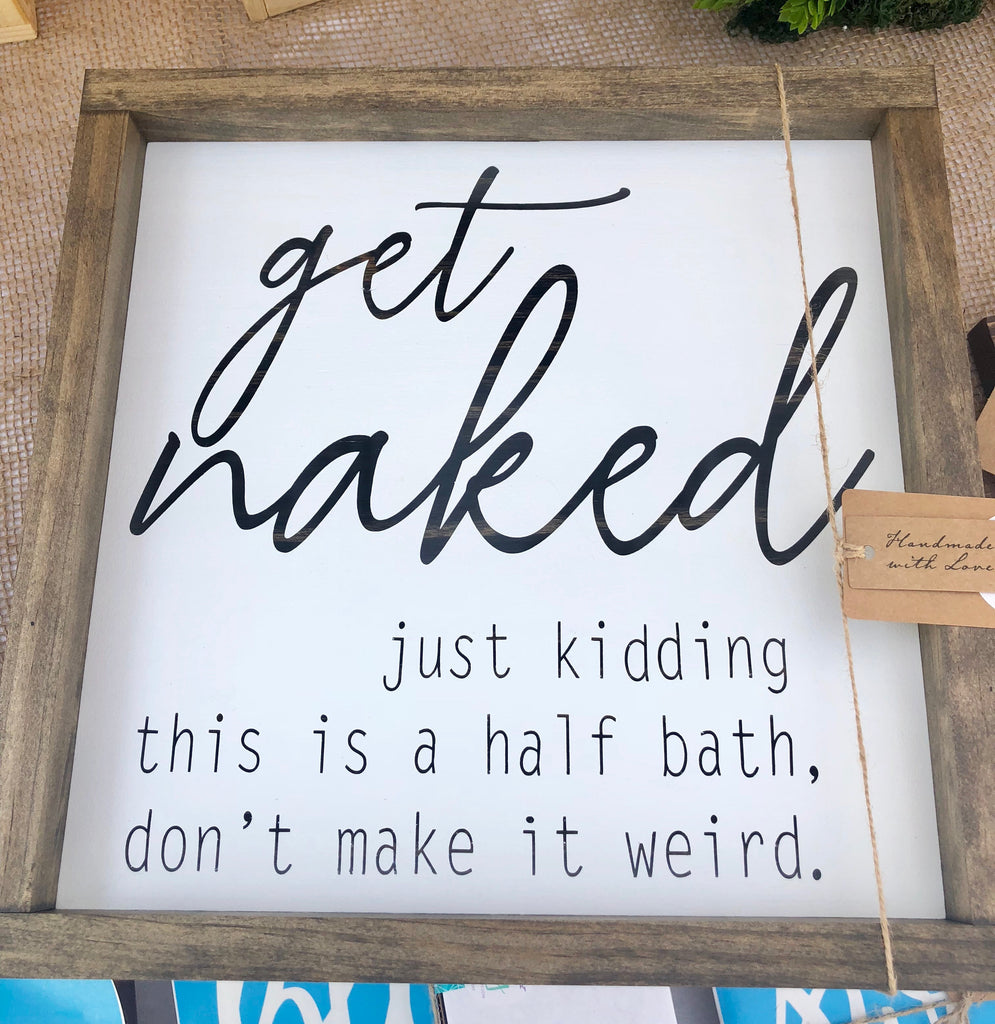 get
naked
just kidding
this is a half bath,
don't make it weird.
Handmade
with Love